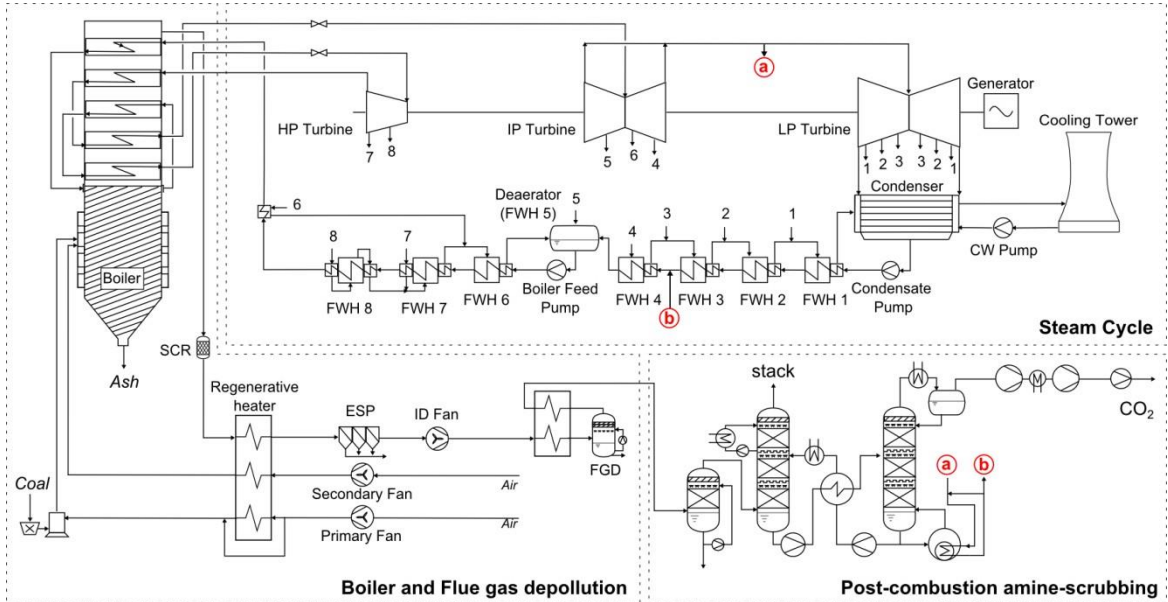 a
Generator
HP Turbine
IP Turbine
LP Turbine
Cooling Tower
7
8
5
6
4
1
2
3
3
2
1
Condenser
6
Deaerator
(FWH 5)
5
CW Pump
8
7
4
3
2
1
FWH 8
FWH 7
FWH 6
Boiler Feed
Pump
FWH 4
FWH 3
FWH 2
FWH 1
Condensate
Pump
b
Steam Cycle
Boiler
Ash
SCR
Regenerative
heater
ESP
ID Fan
FGD
Secondary Fan
Air
Coal
Primary Fan
Air
Boiler and Flue gas depollution
stack
CO2
a
b
Post-combustion amine-scrubbing